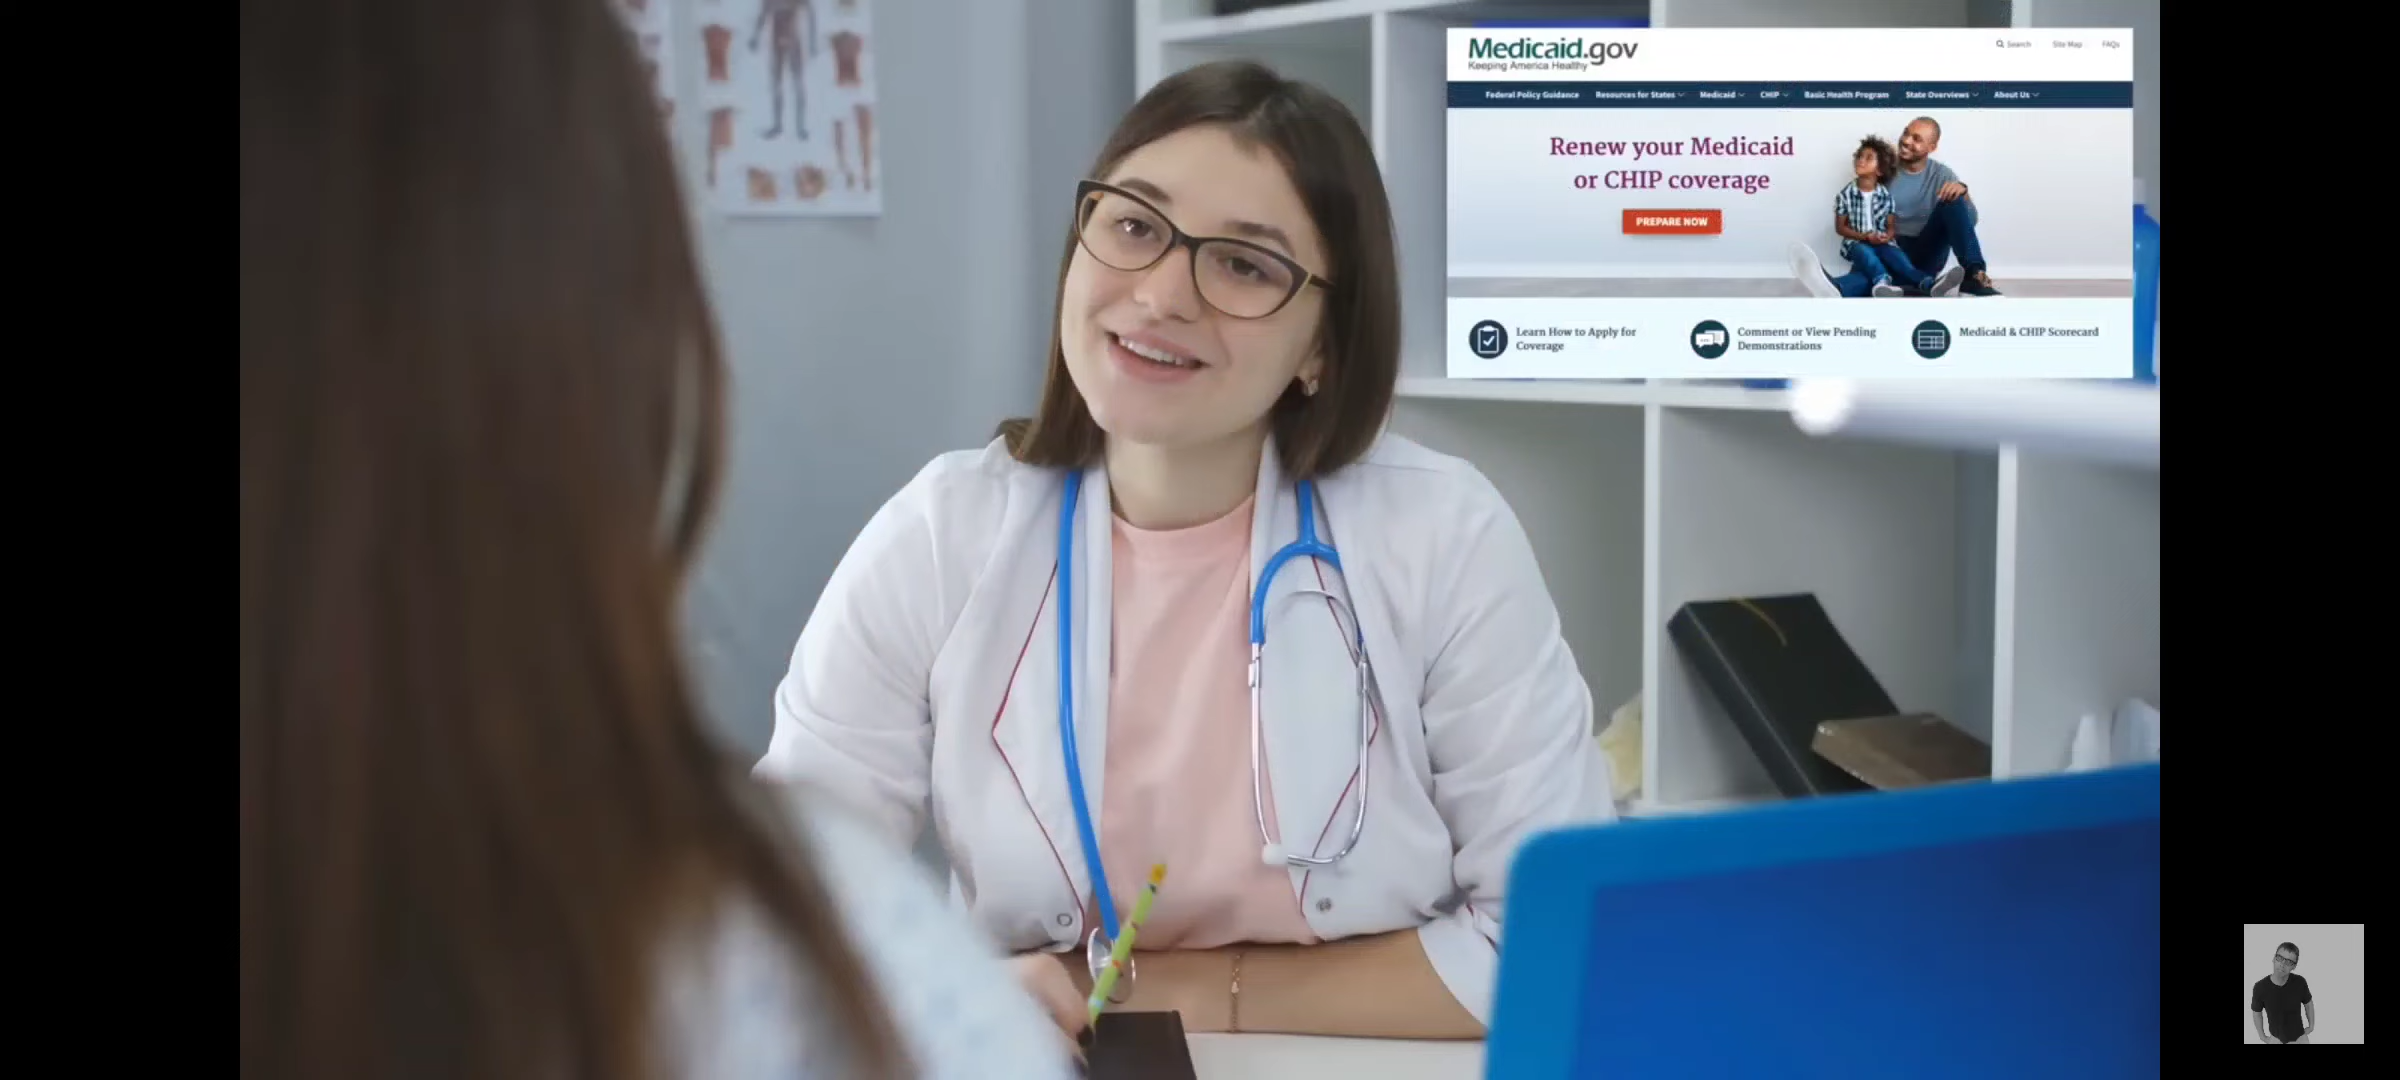 Medicaid.gov
Keeping America Healthy
Search Site Map FAQs
Federal Policy Guidance Resources for States Medicaid CHIP Basic Health Program State Overviews About Us
Renew your Medicaid
or CHIP coverage
PREPARE NOW
Learn How to Apply for
Coverage
Comment or View Pending
Demonstrations
Medicaid & CHIP Scorecard